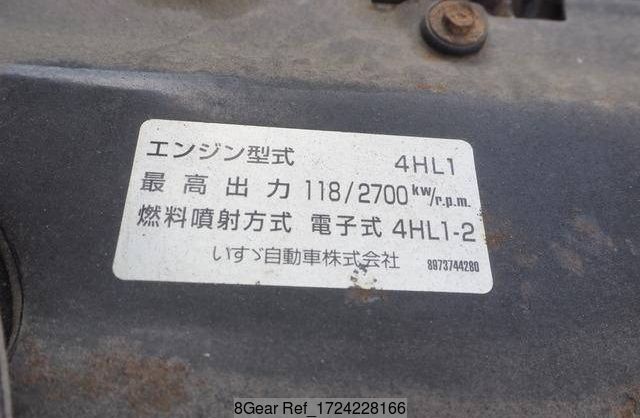 エンジン型式 4HL1
最高出力 118/2700 kw/r.p.m.
燃料噴射方式 電子式 4HL1-2
いすゞ自動車株式会社 8973744280
8Gear Ref_1724228166